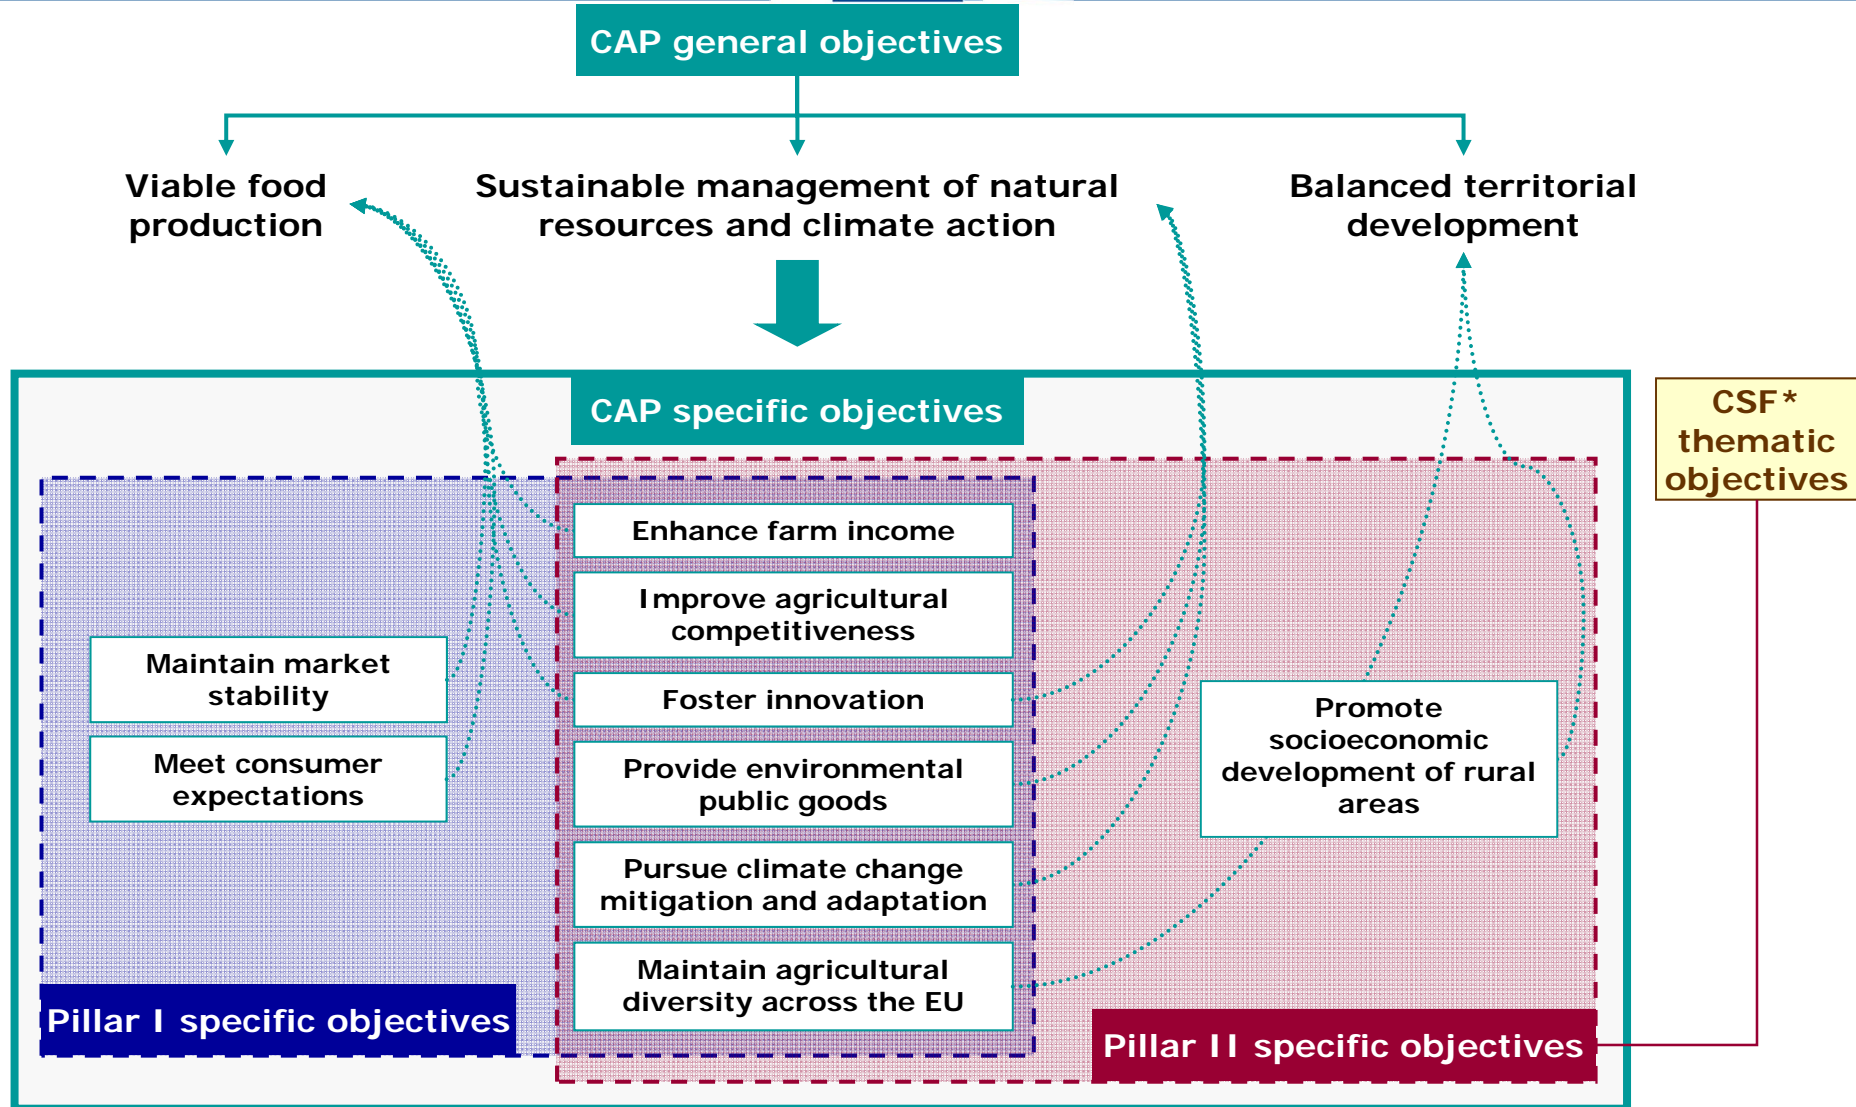 CAP general objectives
Viable food
production
Sustainable management of natural
resources and climate action
Balanced territorial
development
CAP specific objectives
CSF*
thematic
objectives
Enhance farm income
Improve agricultural
competitiveness
Maintain market
stability
Foster innovation
Promote
socioeconomic
development of rural
areas
Meet consumer
expectations
Provide environmental
public goods
Pursue climate change
mitigation and adaptation
Maintain agricultural
diversity across the EU
Pillar I specific objectives
Pillar II specific objectives